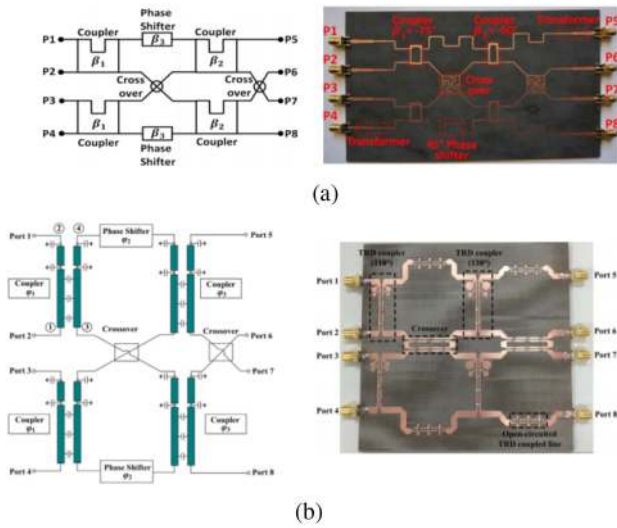 Coupler
Phase
Shifter
P1
β₃
P5
β₁
β₂
P2
Cross
over
Cross
over
P6
P3
P7
β₁
β₂
P4
β₃
P8
Coupler
Phase
Shifter
Coupler
P1
Coupler
Coupler
Transformer
P5
P2
P6
Cross
over
P3
P7
P4
P8
Transformer
Phase
shifter
(a)
Port 1
②
④
Phase Shifter
φ₂
Port 5
Coupler
Coupler
Port 2
①
③
Crossover
Crossover
Port 6
Port 3
Port 7
Coupler
φ₁
Coupler
Port 4
Phase Shifter
Port 8
TRD coupler
TRD coupler
Port 1
Port 5
Port 2
Crossover
Port 6
Port 3
Port 7
Port 4
Port 8
Open-circuited
TRD coupled line
(b)